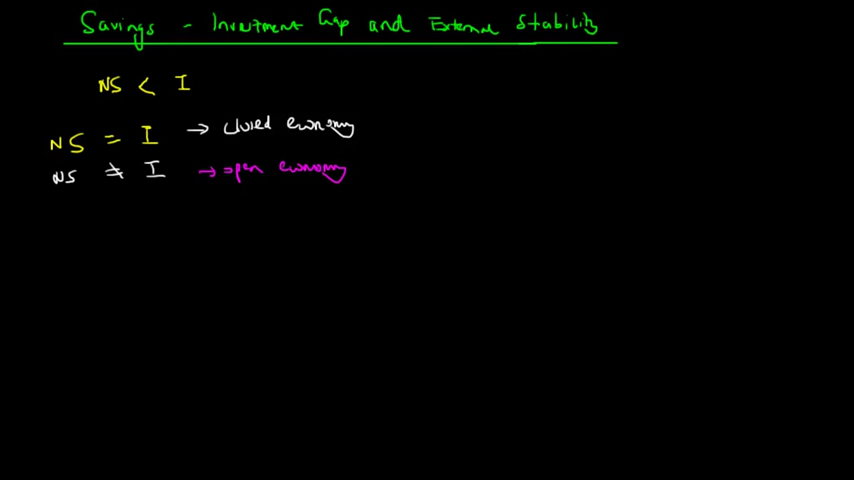 Savings - Investment Gap and External Stability
NS < I
NS = I → closed economy
NS ≠ I → open economy